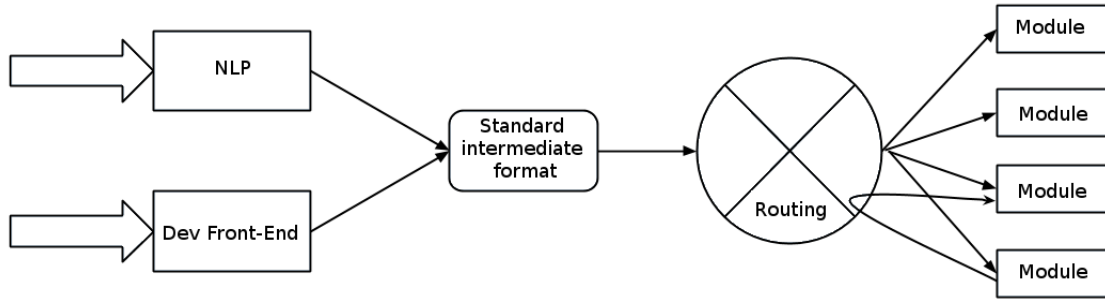 NLP
Dev Front-End
Standard
intermediate
format
Routing
Module
Module
Module
Module